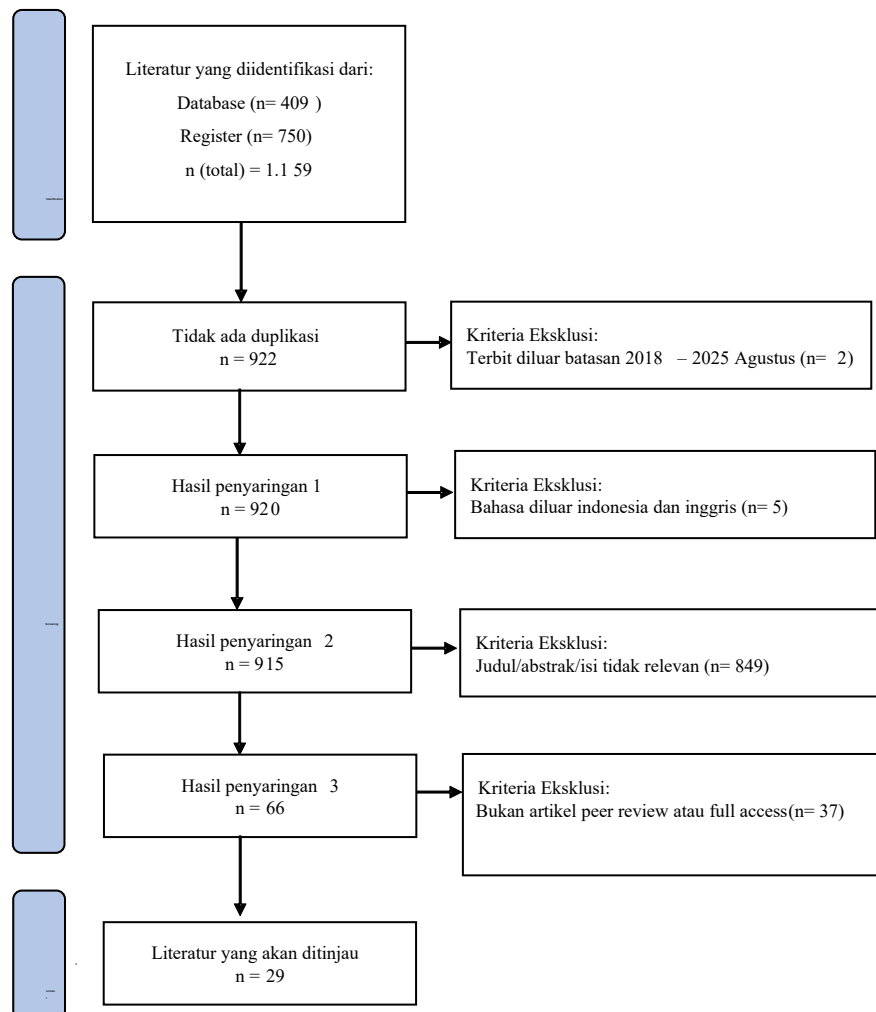 Literatur yang diidentifikasi dari:
Database (n= 409 )
Register (n= 750)
n (total) = 1.1 59
Tidak ada duplikasi
n = 922
Kriteria Eksklusi:
Terbit diluar batasan 2018 – 2025 Agustus (n= 2)
Hasil penyaringan 1
n = 920
Kriteria Eksklusi:
Bahasa diluar indonesia dan inggris (n= 5)
Hasil penyaringan 2
n = 915
Kriteria Eksklusi:
Judul/abstrak/isi tidak relevan (n= 849)
Hasil penyaringan 3
n = 66
Kriteria Eksklusi:
Bukan artikel peer review atau full access(n= 37)
Literatur yang akan ditinjau
n = 29